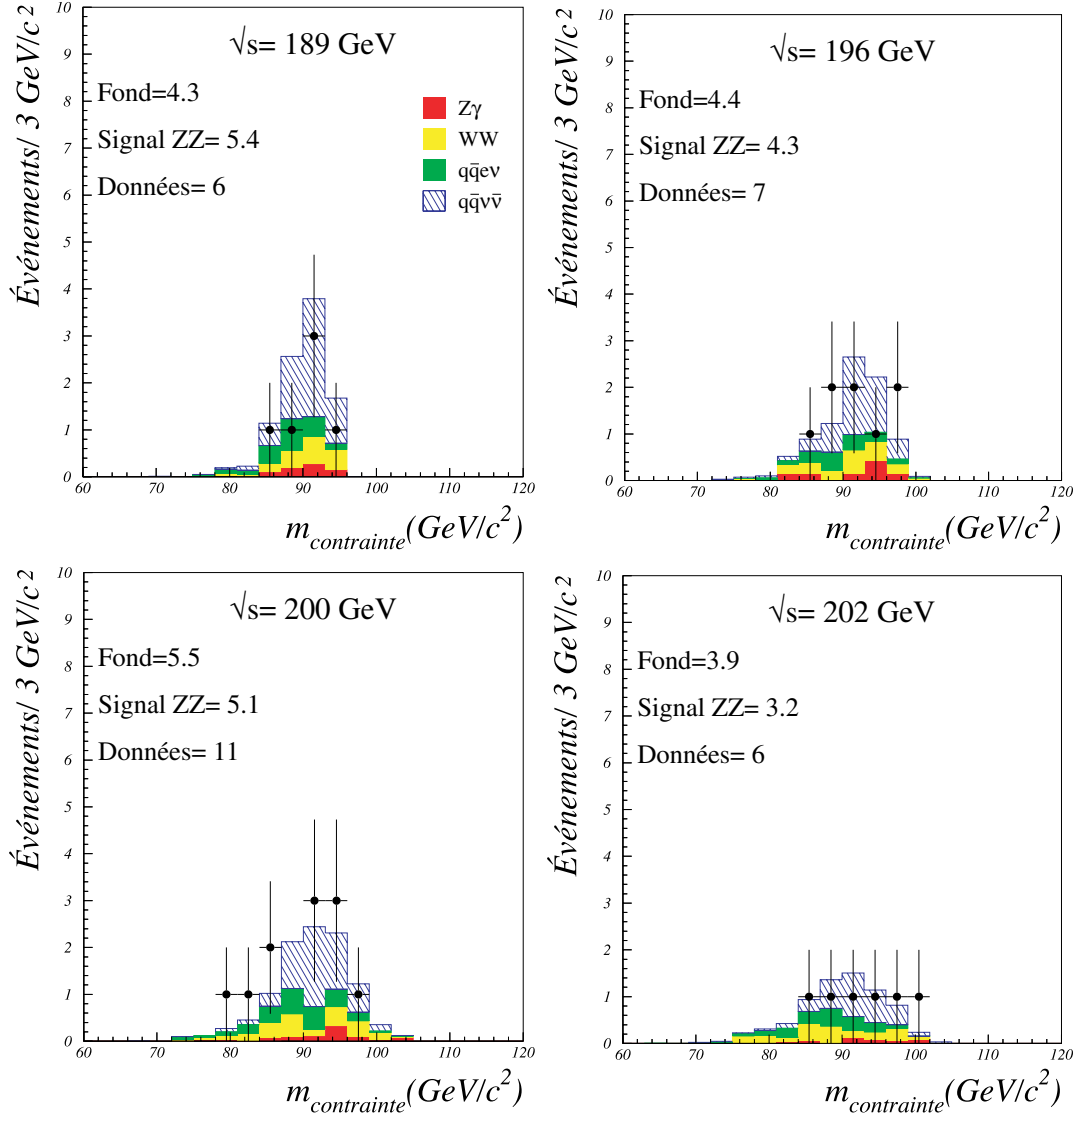 Événements/ 3 GeV/c²
10
9
8
7
6
5
4
3
2
1
0
√s= 189 GeV
Fond=4.3
Signal ZZ= 5.4
Données= 6
Zγ
WW
qq̄eν
qq̄νν̄
60 70 80 90 100 110 120
m_contrainte(GeV/c²)
Événements/ 3 GeV/c²
10
9
8
7
6
5
4
3
2
1
0
√s= 196 GeV
Fond=4.4
Signal ZZ= 4.3
Données= 7
60 70 80 90 100 110 120
m_contrainte(GeV/c²)
Événements/ 3 GeV/c²
10
9
8
7
6
5
4
3
2
1
0
√s= 200 GeV
Fond=5.5
Signal ZZ= 5.1
Données= 11
60 70 80 90 100 110 120
m_contrainte(GeV/c²)
Événements/ 3 GeV/c²
10
9
8
7
6
5
4
3
2
1
0
√s= 202 GeV
Fond=3.9
Signal ZZ= 3.2
Données= 6
60 70 80 90 100 110 120
m_contrainte(GeV/c²)